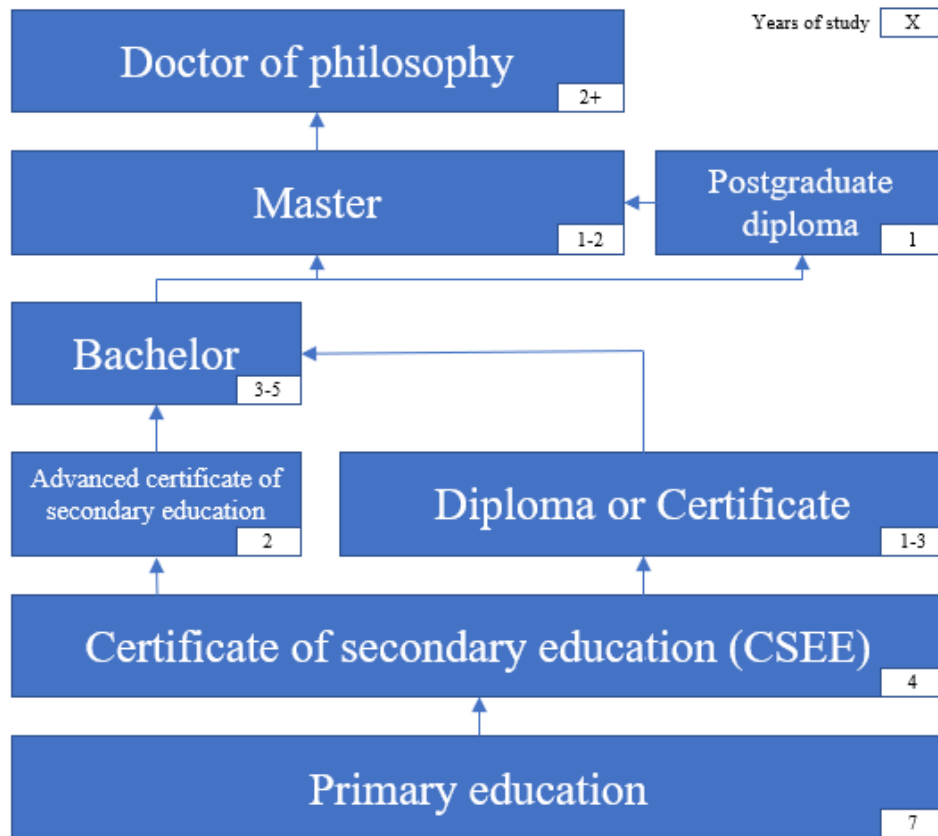 Years of study X
Doctor of philosophy
2+
Master
1-2
Postgraduate
diploma
1
Bachelor
3-5
Advanced certificate of
secondary education
2
Diploma or Certificate
1-3
Certificate of secondary education (CSEE)
4
Primary education
7